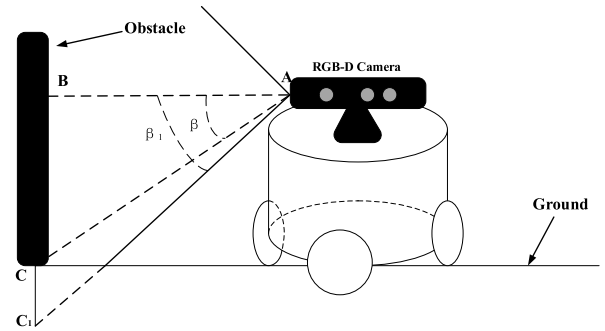 Obstacle
RGB-D Camera
A
B
β
β1
Ground
C
C1